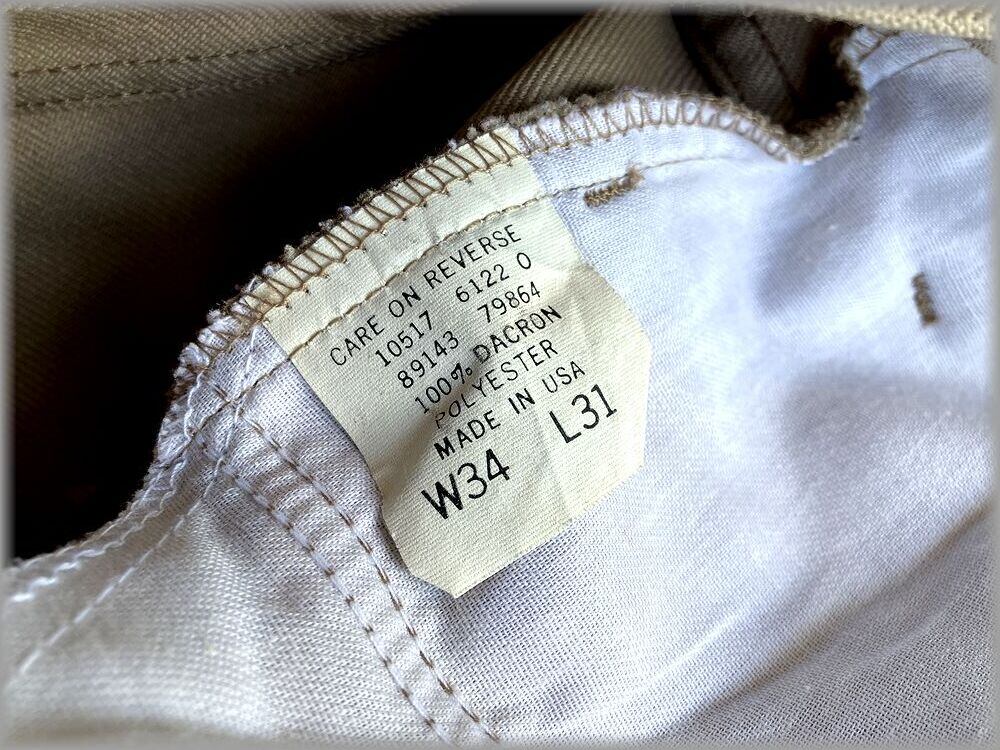 CARE ON REVERSE
10517 6122 0
89143 79864
100% DACRON
POLYESTER
MADE IN USA
W34 L31